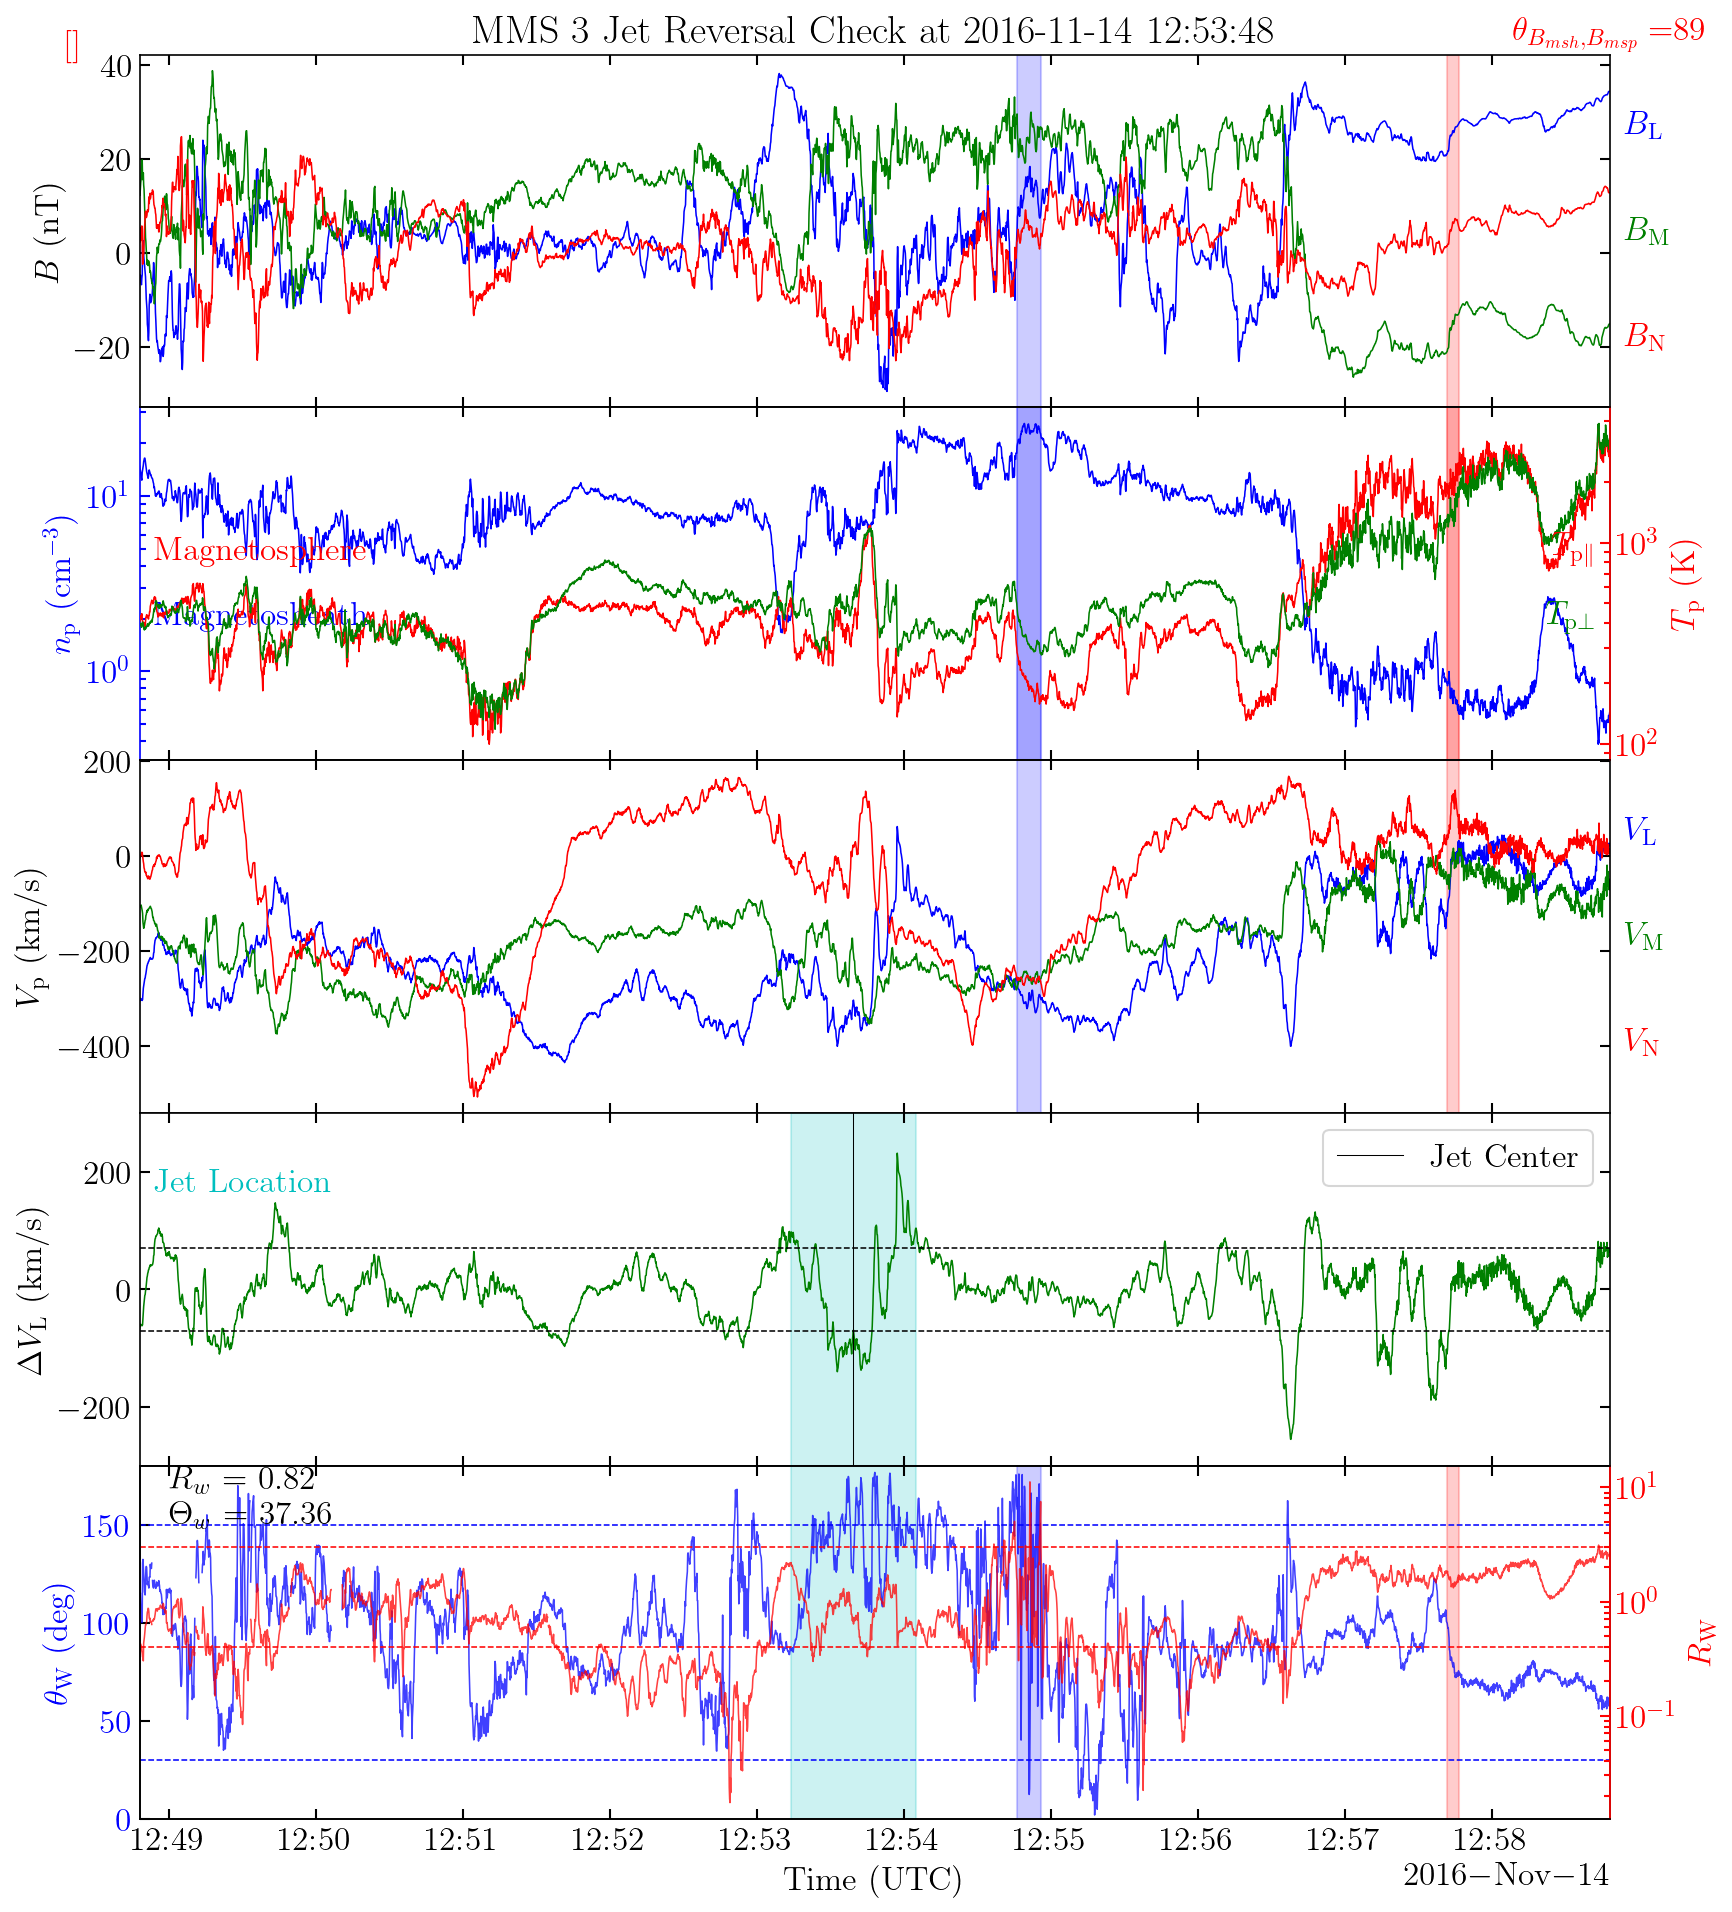 MMS 3 Jet Reversal Check at 2016-11-14 12:53:48
θ_{B_{msh},B_{msp}} =89
40
20
0
−20
B (nT)
B_L
B_M
B_N
10^1
10^0
n_p (cm^{−3})
Magnetosphere
Magnetosheath
T_{p∥}
T_{p⊥}
10^3
10^2
T_p (K)
200
0
−200
−400
V_p (km/s)
V_L
V_M
V_N
200
0
−200
ΔV_L (km/s)
Jet Location
Jet Center
R_w = 0.82
Θ_w = 37.36
150
100
50
0
θ_W (deg)
10^1
10^0
10^{−1}
R_W
12:49 12:50 12:51 12:52 12:53 12:54 12:55 12:56 12:57 12:58
Time (UTC)
2016−Nov−14